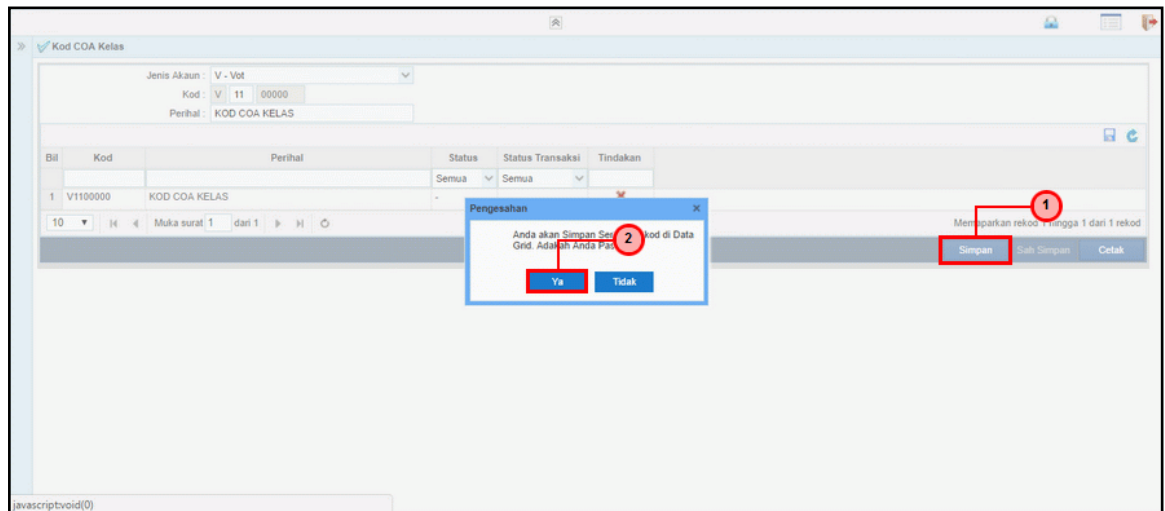 Kod COA Kelas
Jenis Akaun : V - Vot
Kod : V 11 00000
Perihal : KOD COA KELAS
Bil Kod Perihal Status Status Transaksi Tindakan
Semua Semua
1 V1100000 KOD COA KELAS -
10 Muka surat 1 dari 1
Memaparkan rekod 1 hingga 1 dari 1 rekod
1
Simpan Sah Simpan Cetak
Pengesahan
Anda akan Simpan kod di Data
Grid. Adakah Anda
2
Ya Tidak
javascript:void(0)